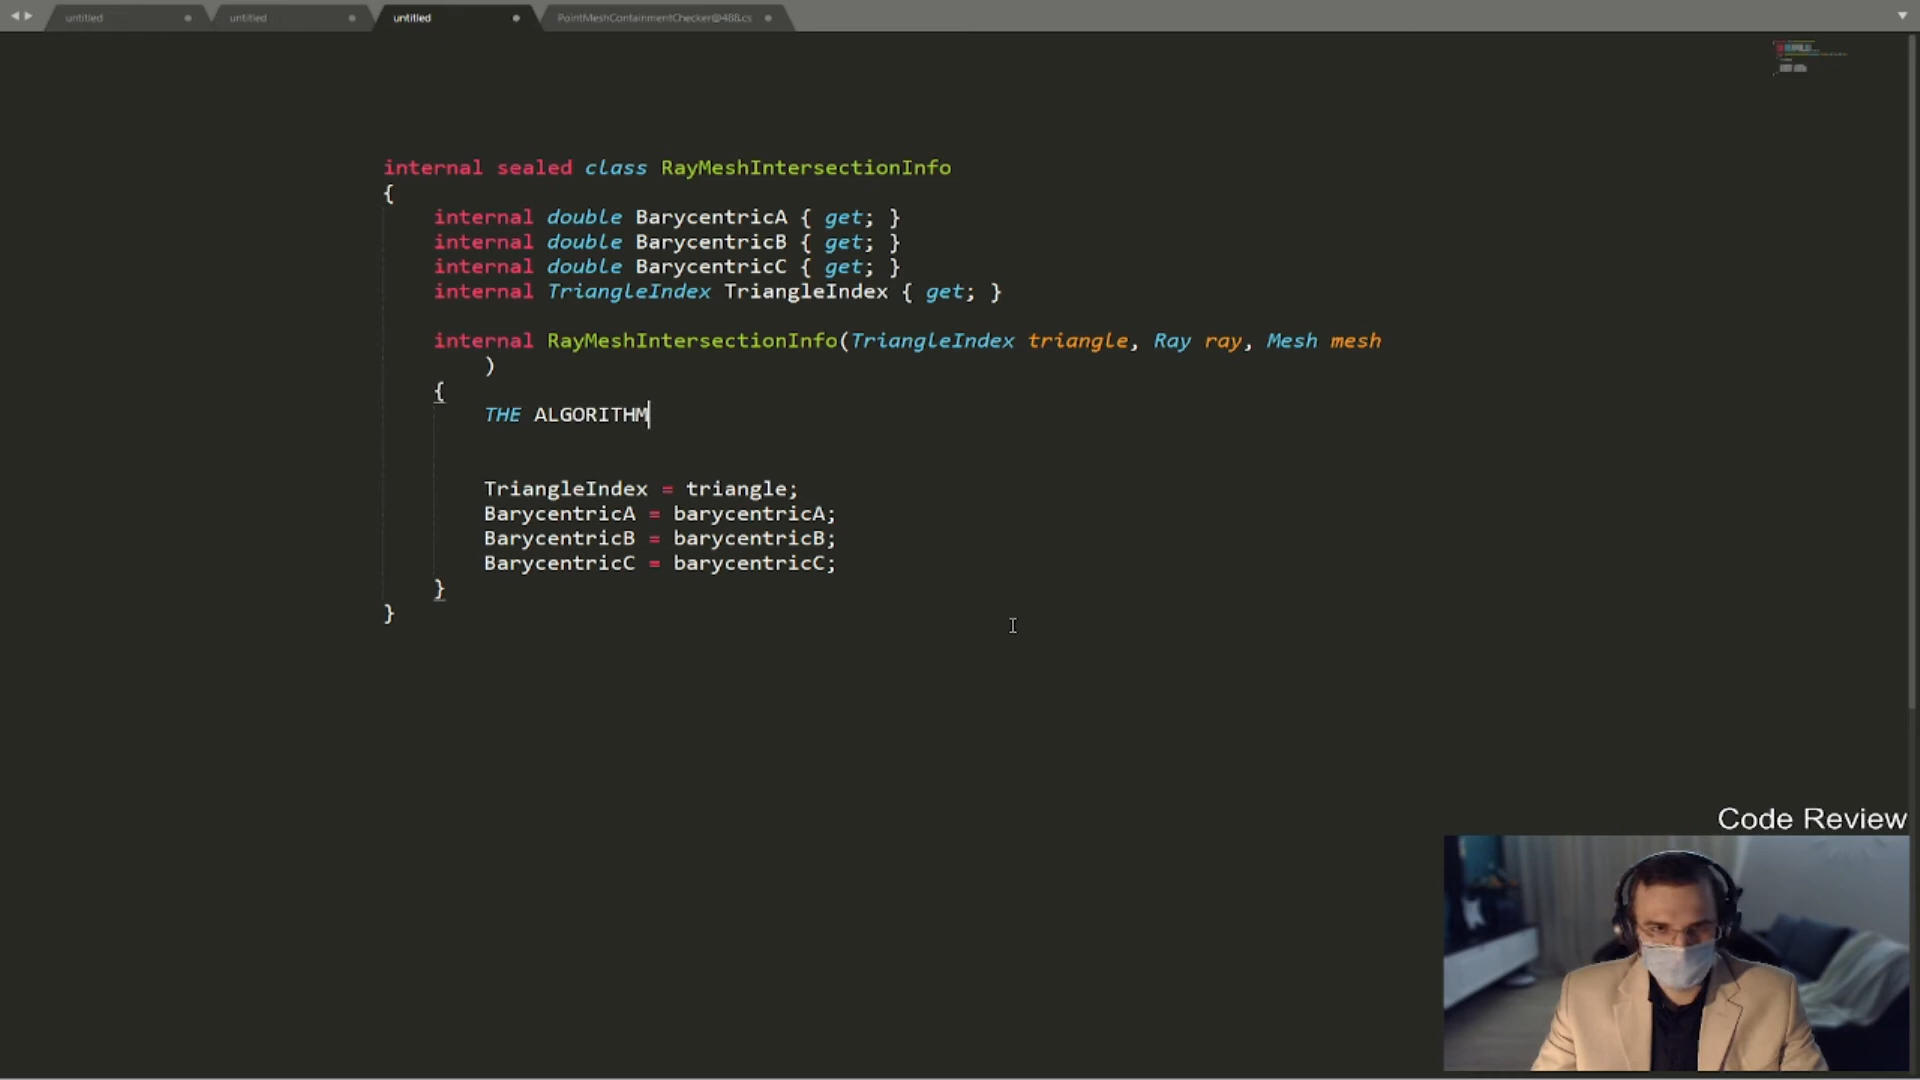 untitled
untitled
untitled
PointMeshContainmentChecker@488.cs
internal sealed class RayMeshIntersectionInfo
{
internal double BarycentricA { get; }
internal double BarycentricB { get; }
internal double BarycentricC { get; }
internal TriangleIndex TriangleIndex { get; }
internal RayMeshIntersectionInfo(TriangleIndex triangle, Ray ray, Mesh mesh
)
{
THE ALGORITHM
TriangleIndex = triangle;
BarycentricA = barycentricA;
BarycentricB = barycentricB;
BarycentricC = barycentricC;
}
}
Code Review